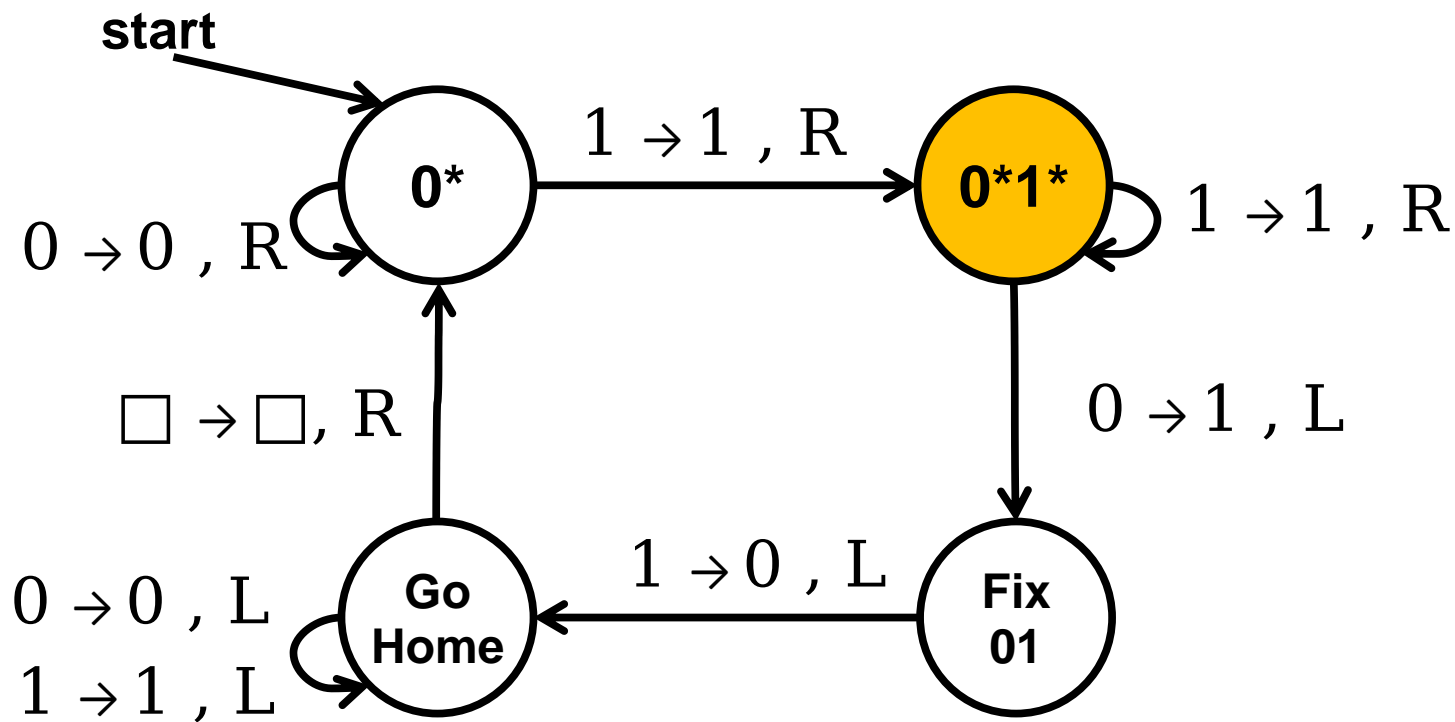 start
1 → 1 , R
0*
0*1*
1 → 1 , R
0 → 0 , R
□ → □, R
0 → 1 , L
1 → 0 , L
0 → 0 , L
1 → 1 , L
Go
Home
Fix
01